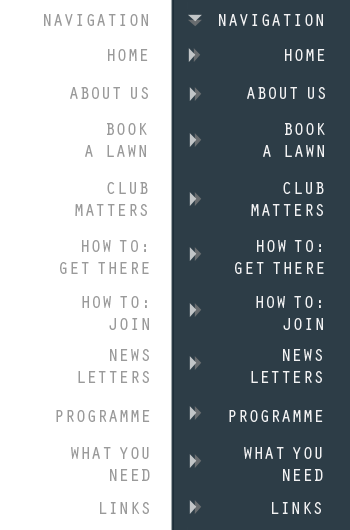 NAVIGATION
HOME
ABOUT US
BOOK
A LAWN
CLUB
MATTERS
HOW TO:
GET THERE
HOW TO:
JOIN
NEWS
LETTERS
PROGRAMME
WHAT YOU
NEED
LINKS
NAVIGATION
HOME
ABOUT US
BOOK
A LAWN
CLUB
MATTERS
HOW TO:
GET THERE
HOW TO:
JOIN
NEWS
LETTERS
PROGRAMME
WHAT YOU
NEED
LINKS